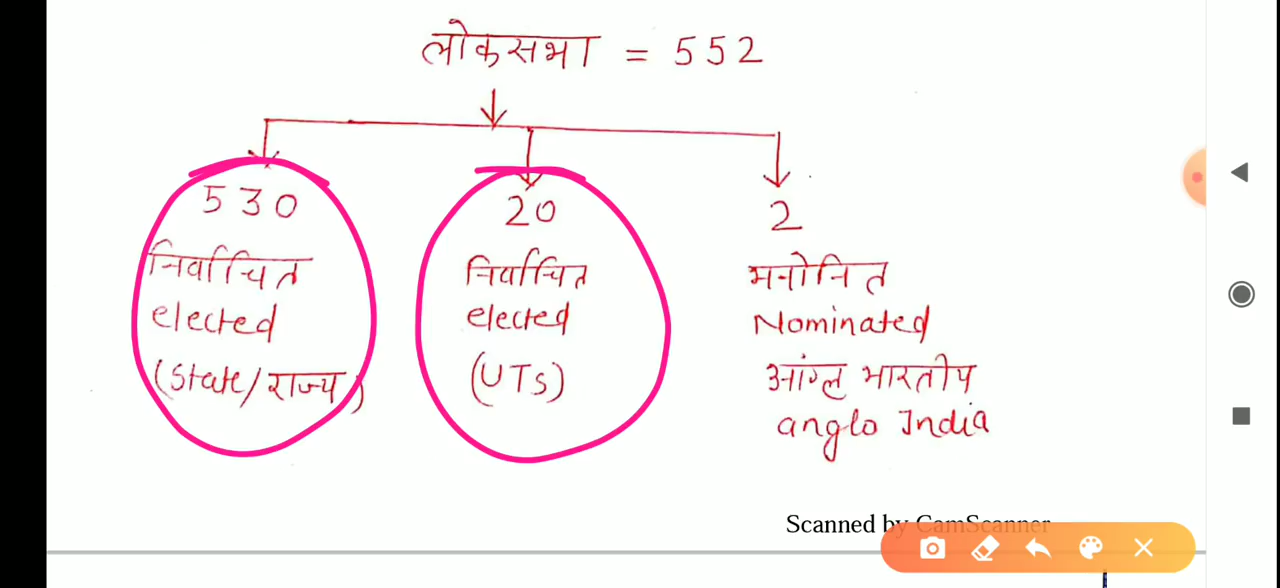 लोकसभा = 552
530
20
2
निर्वाचित
elected
(State/राज्य)
निर्वाचित
elected
(UTs)
मनोनित
Nominated
आंग्ल भारतीय
anglo India
Scanned by CamScanner